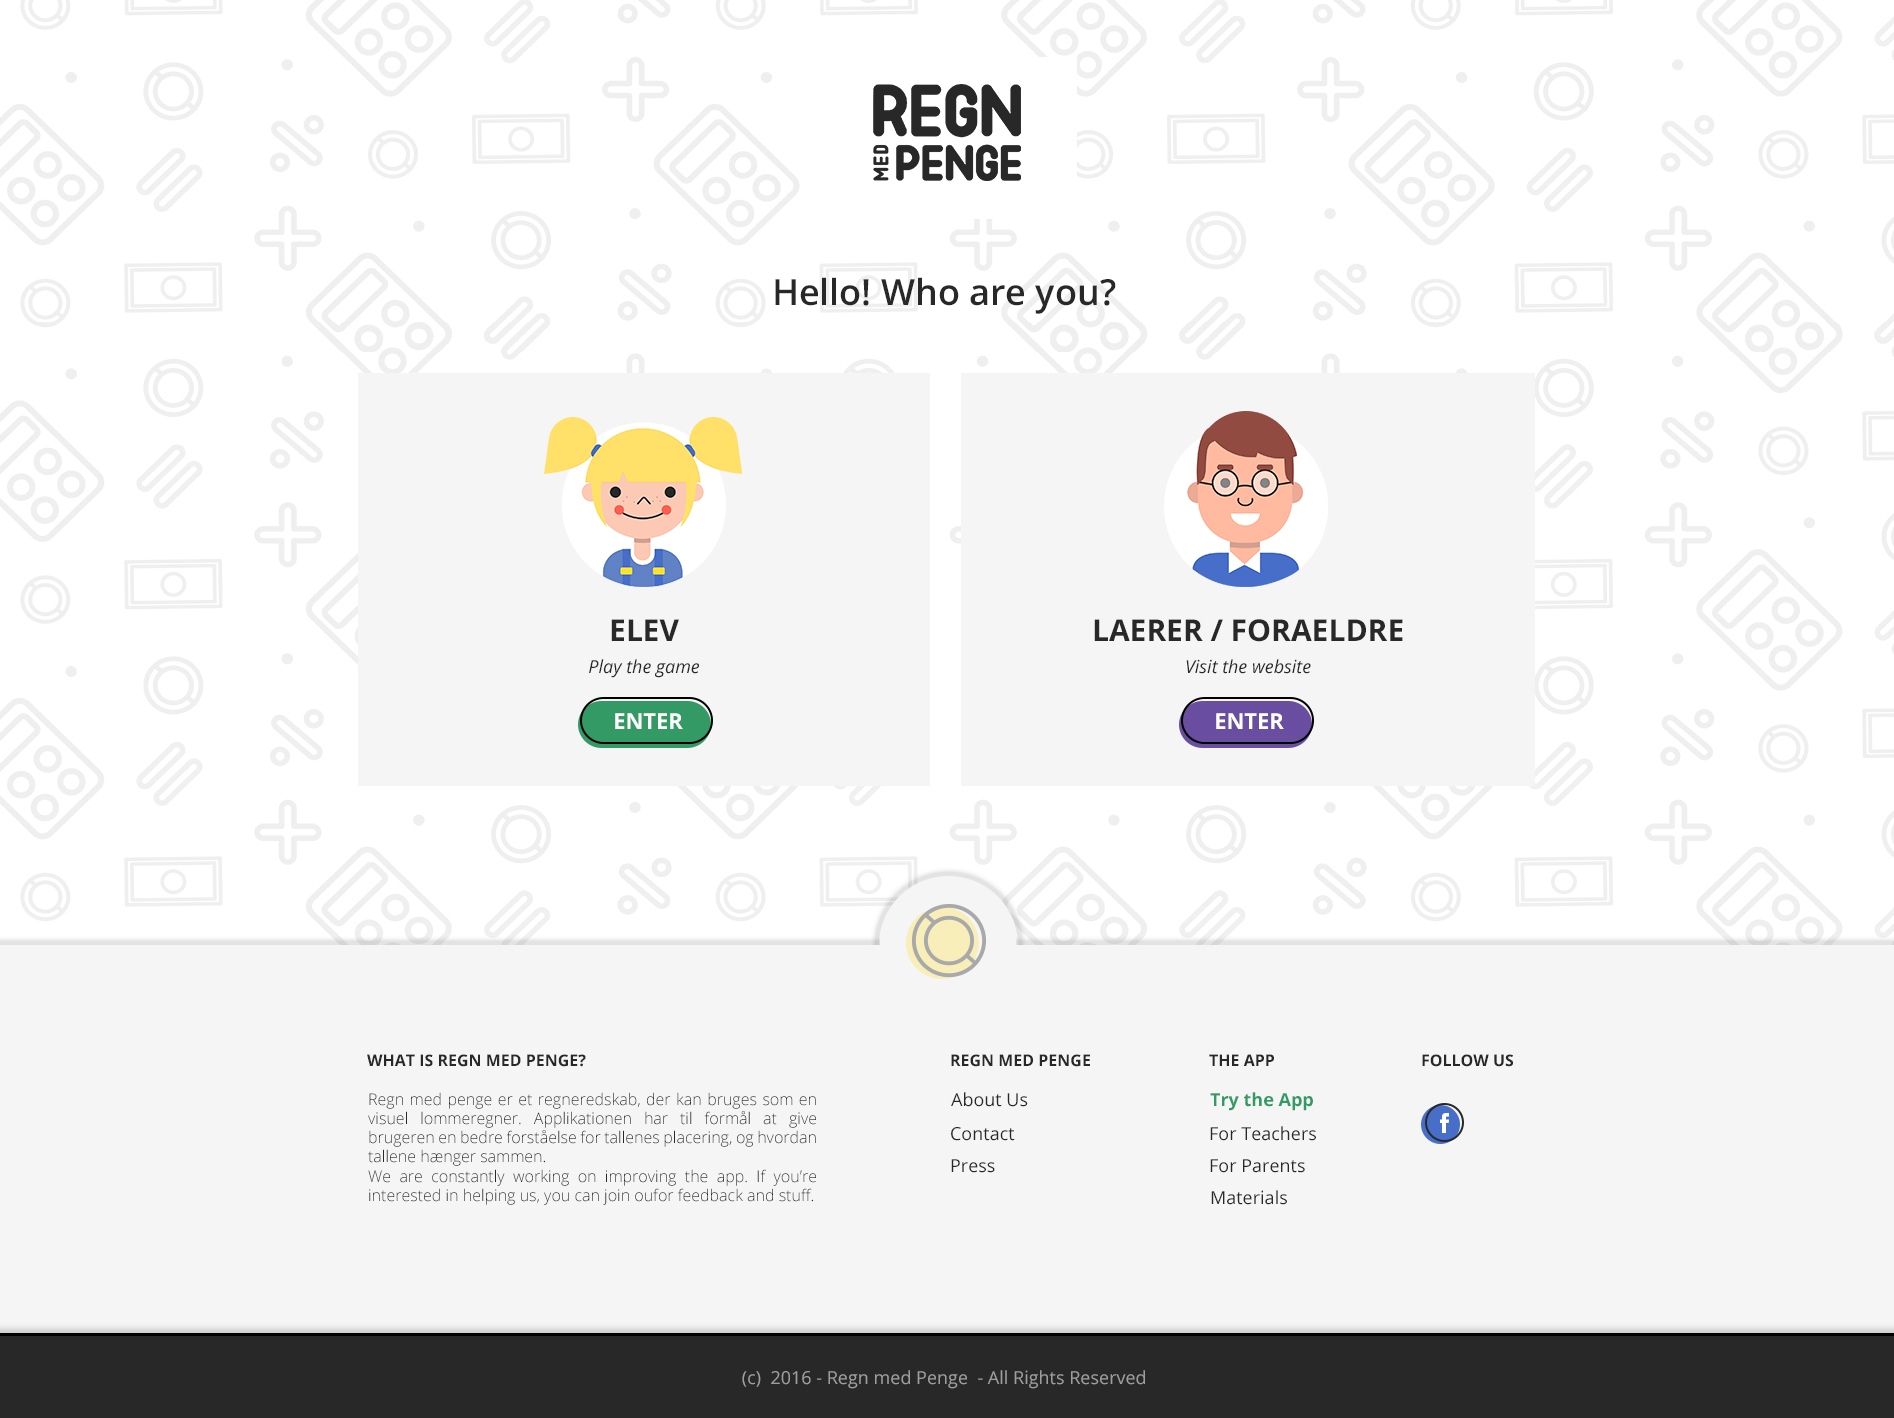 REGN
MED PENGE
Hello! Who are you?
ELEV
Play the game
ENTER
LAERER / FORAELDRE
Visit the website
ENTER
WHAT IS REGN MED PENGE?
Regn med penge er et regneredskab, der kan bruges som en
visuel lommeregner. Applikationen har til formål at give
brugeren en bedre forståelse for tallenes placering, og hvordan
tallene hænger sammen.
We are constantly working on improving the app. If you're
interested in helping us, you can join oufor feedback and stuff.
REGN MED PENGE
About Us
Contact
Press
THE APP
Try the App
For Teachers
For Parents
Materials
FOLLOW US
f
(c) 2016 - Regn med Penge - All Rights Reserved